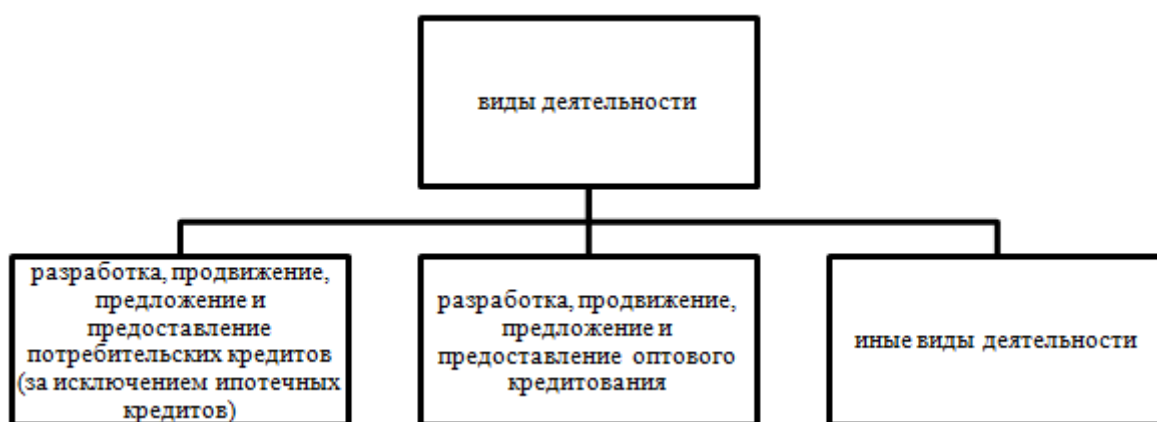 виды деятельности
разработка, продвижение,
предложение и
предоставление
потребительских кредитов
(за исключением ипотечных
кредитов)
разработка, продвижение,
предложение и
предоставление оптового
кредитования
иные виды деятельности